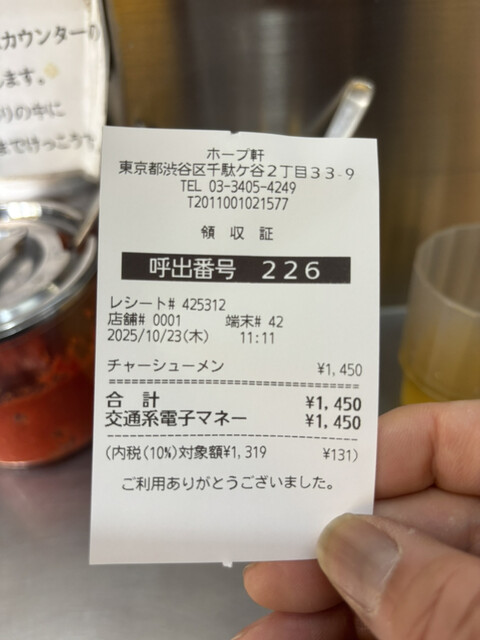 カウンターの
します。
りの中に
までけっこうで
ホープ軒
東京都渋谷区千駄ケ谷2丁目33-9
TEL 03-3405-4249
T2011001021577
領収証
呼出番号 226
レシート# 425312
店舗# 0001 端末# 42
2025/10/23(木) 11:11
チャーシューメン ¥1,450
合計 ¥1,450
交通系電子マネー ¥1,450
(内税(10%)対象額¥1,319 ¥131)
ご利用ありがとうございました。